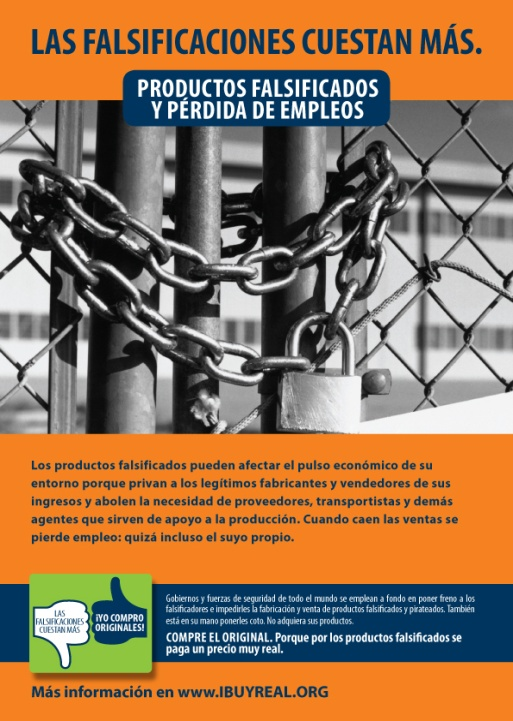 LAS FALSIFICACIONES CUESTAN MÁS.
PRODUCTOS FALSIFICADOS
Y PÉRDIDA DE EMPLEOS
Los productos falsificados pueden afectar el pulso económico de su
entorno porque privan a los legítimos fabricantes y vendedores de sus
ingresos y abolen la necesidad de proveedores, transportistas y demás
agentes que sirven de apoyo a la producción. Cuando caen las ventas se
pierde empleo: quizá incluso el suyo propio.
LAS
FALSIFICACIONES
CUESTAN MÁS
¡YO COMPRO
ORIGINALES!
Gobiernos y fuerzas de seguridad de todo el mundo se emplean a fondo en poner freno a los
falsificadores e impedirles la fabricación y venta de productos falsificados y pirateados. También
está en su mano ponerles coto. No adquiera sus productos.
COMPRE EL ORIGINAL. Porque por los productos falsificados se
paga un precio muy real.
Más información en www.IBUYREAL.ORG